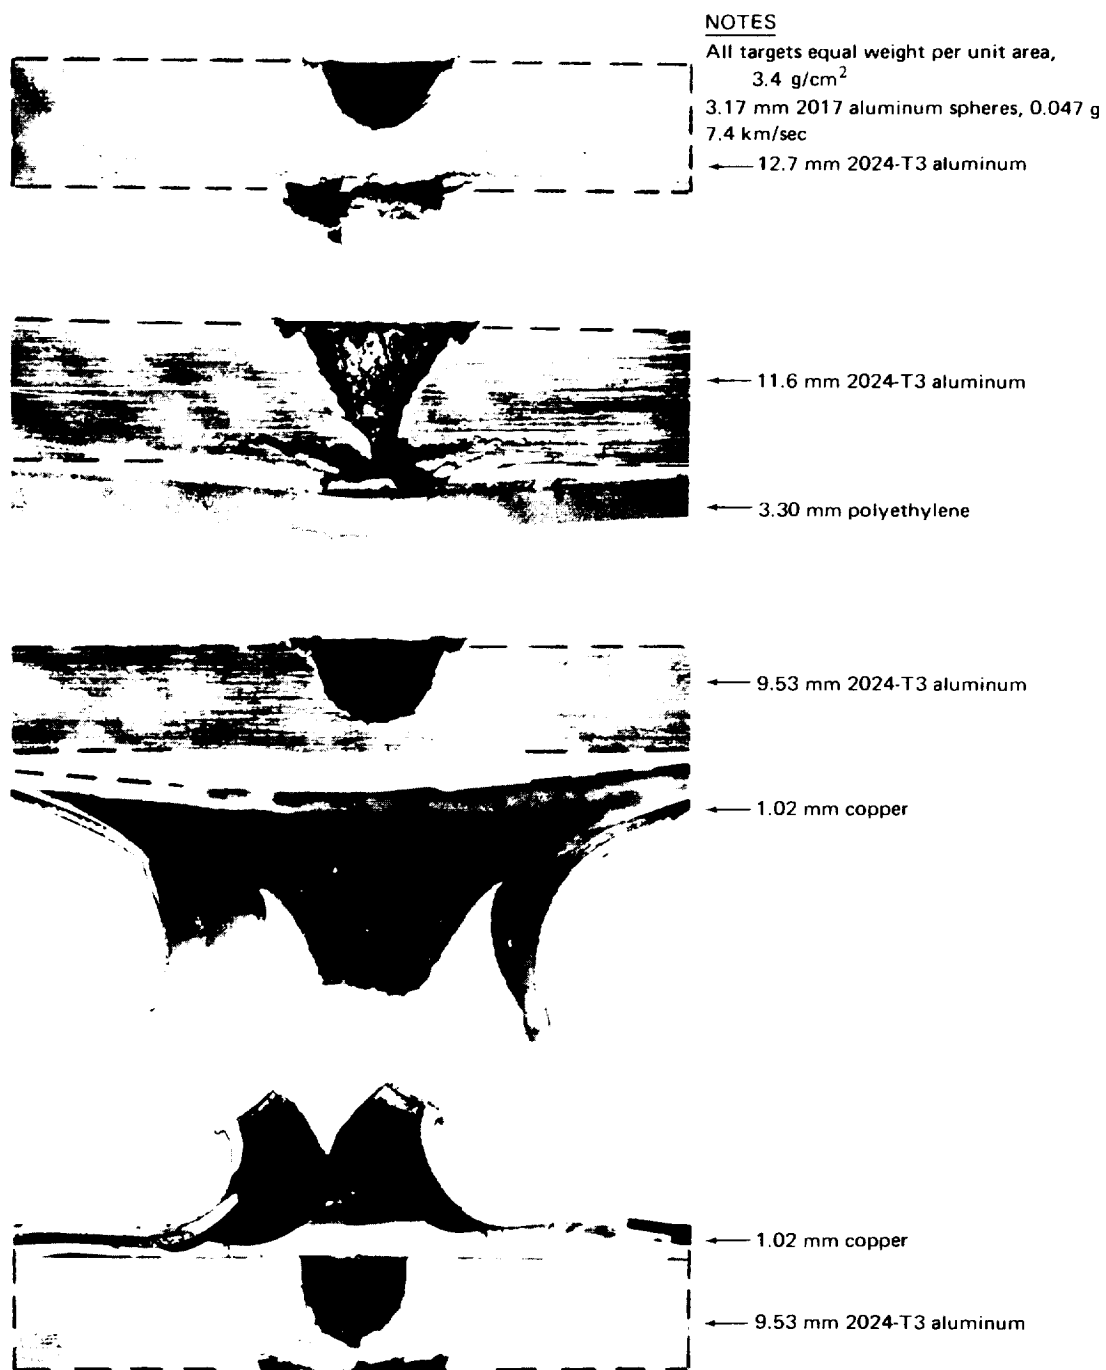 NOTES
All targets equal weight per unit area,
3.4 g/cm²
3.17 mm 2017 aluminum spheres, 0.047 g
7.4 km/sec
12.7 mm 2024-T3 aluminum
11.6 mm 2024-T3 aluminum
3.30 mm polyethylene
9.53 mm 2024-T3 aluminum
1.02 mm copper
1.02 mm copper
9.53 mm 2024-T3 aluminum